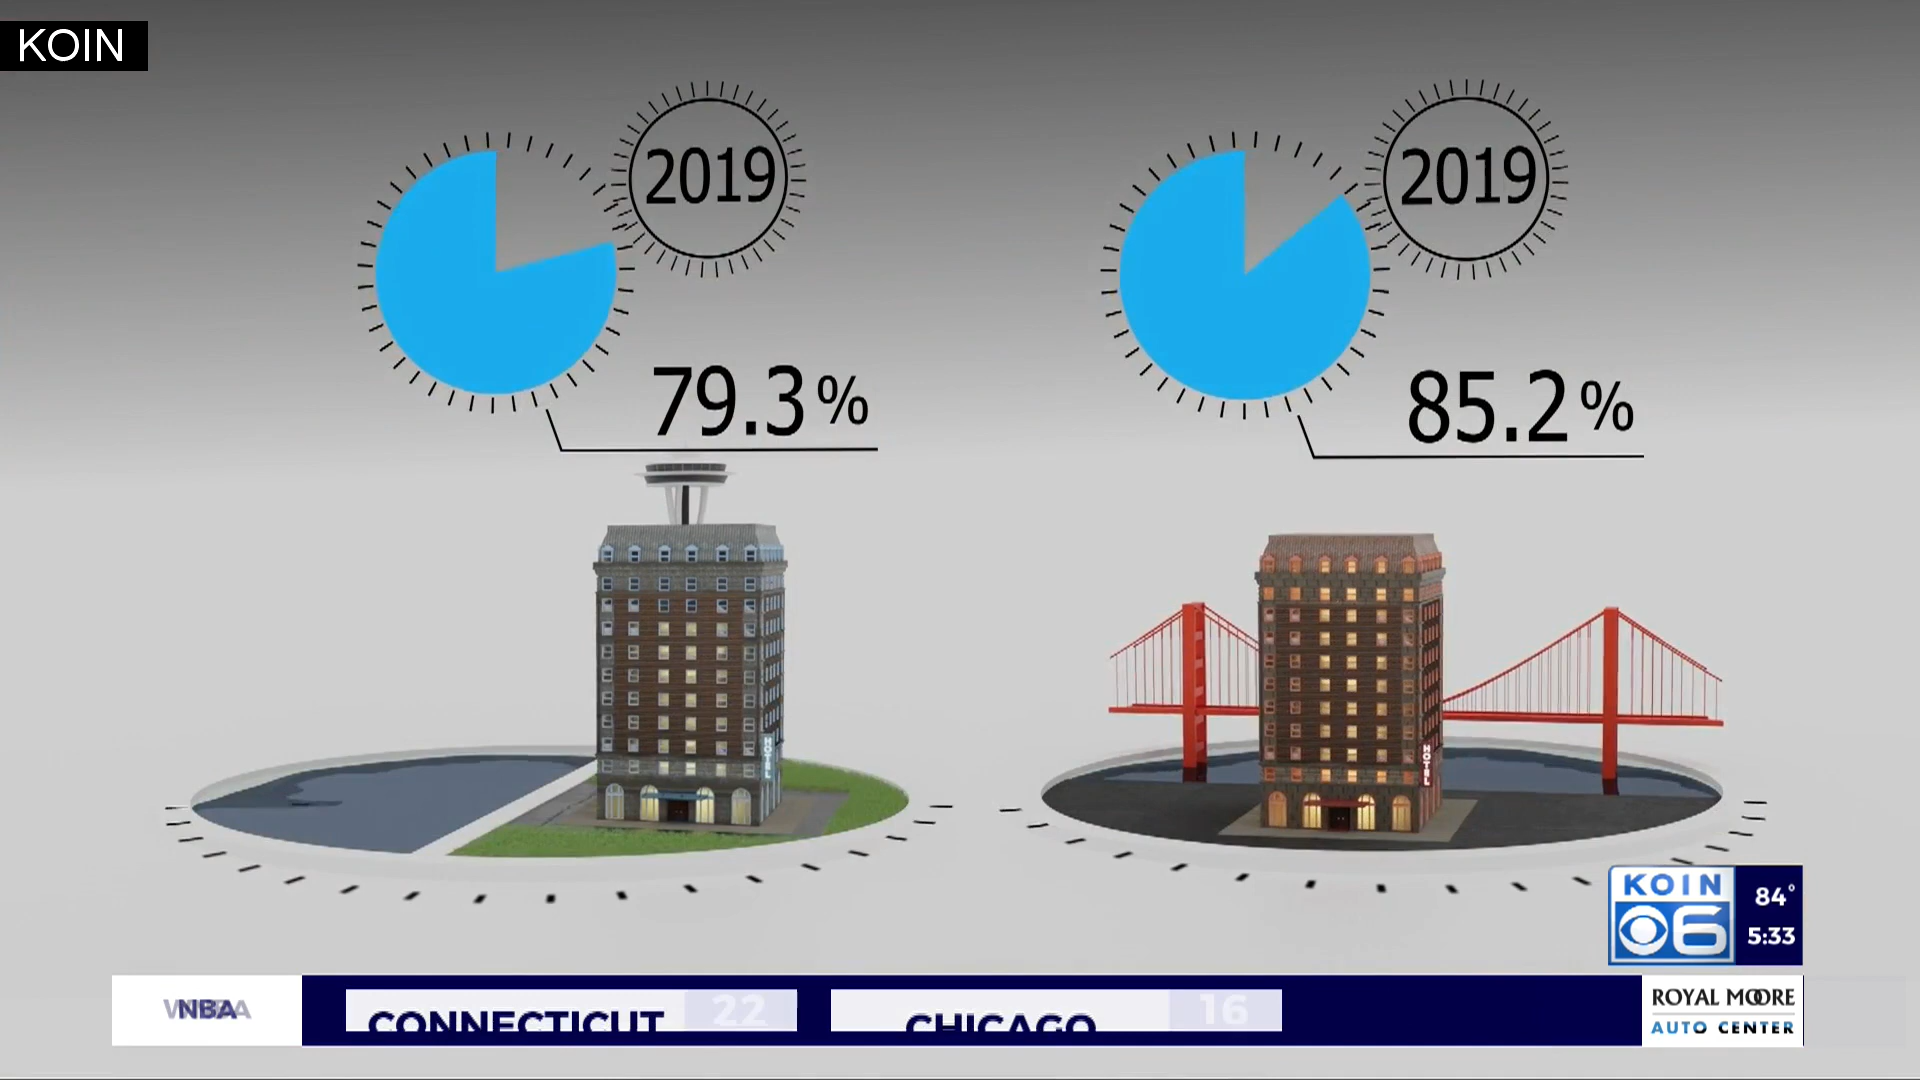 KOIN
2019
2019
79.3%
85.2%
HOTEL
HOTEL
KOIN
6
84°
5:33
NBA
CONNECTICUT 22
CHICAGO 16
ROYAL MOORE
AUTO CENTER